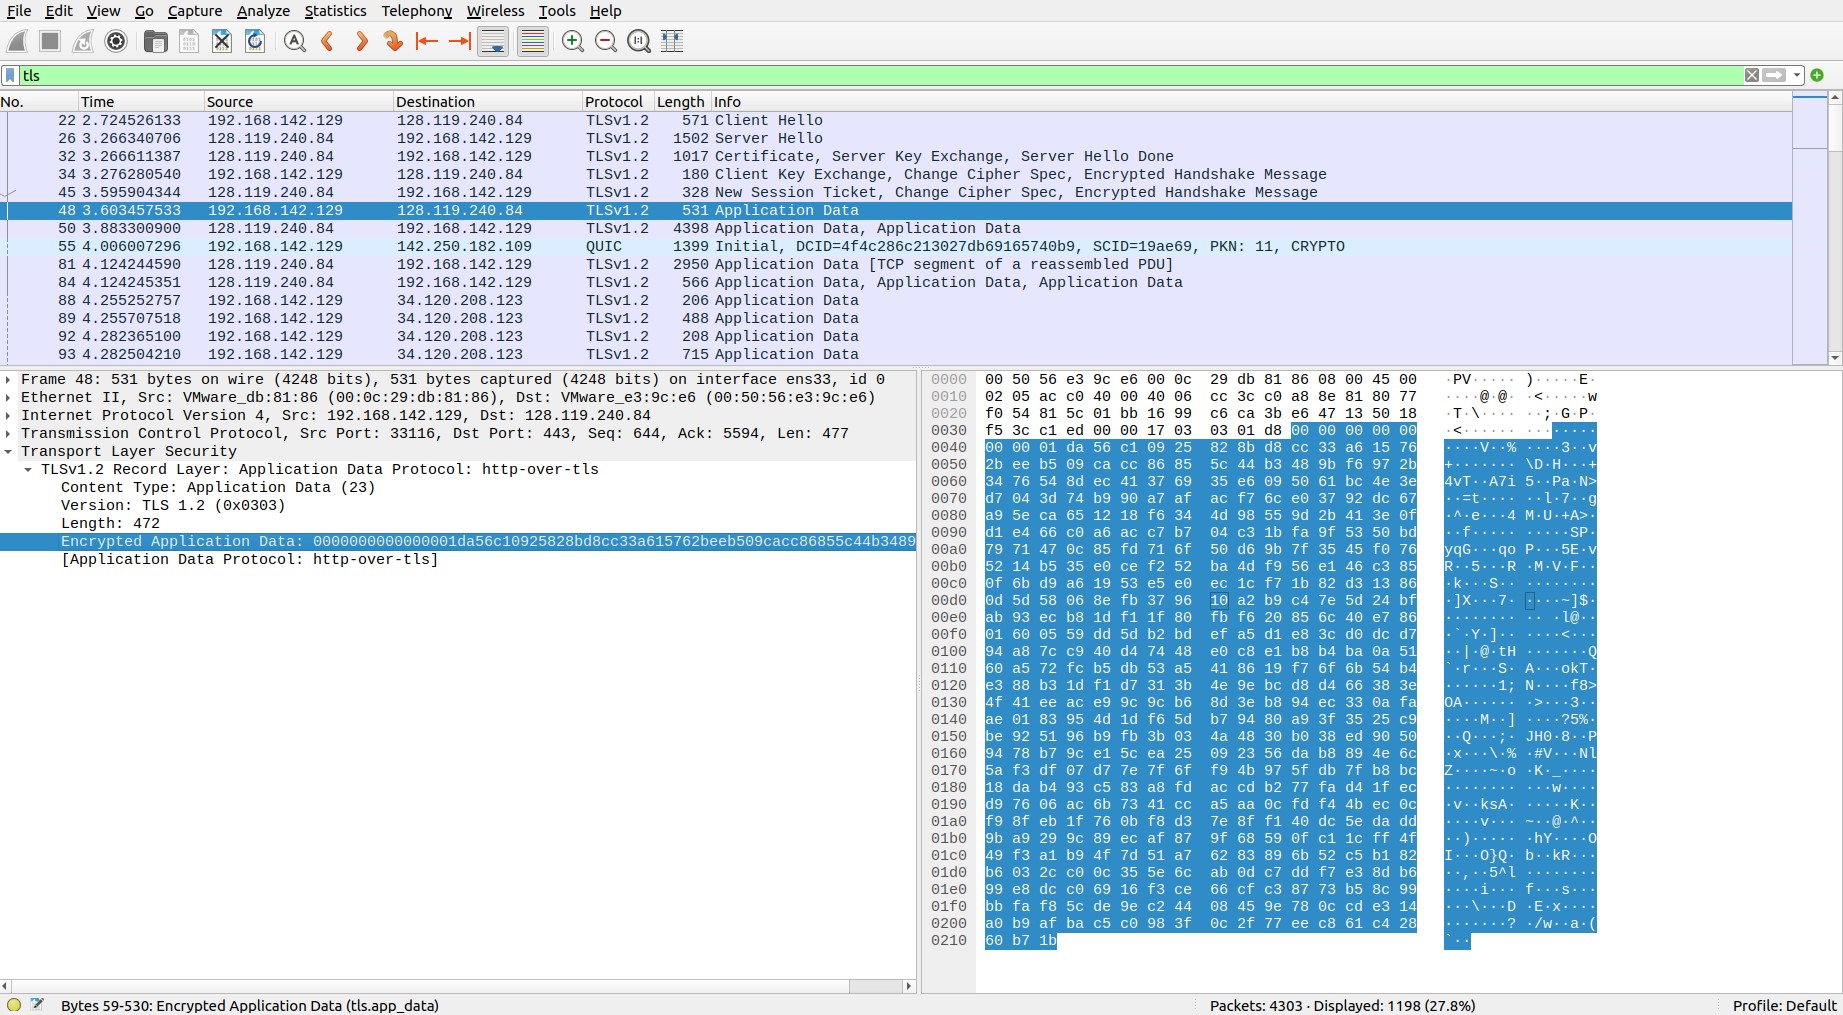 File Edit View Go Capture Analyze Statistics Telephony Wireless Tools Help
tls
No. Time Source Destination Protocol Length Info
22 2.724526133 192.168.142.129 128.119.240.84 TLSv1.2 571 Client Hello
26 3.266340706 128.119.240.84 192.168.142.129 TLSv1.2 1502 Server Hello
32 3.266611387 128.119.240.84 192.168.142.129 TLSv1.2 1017 Certificate, Server Key Exchange, Server Hello Done
34 3.276280540 192.168.142.129 128.119.240.84 TLSv1.2 180 Client Key Exchange, Change Cipher Spec, Encrypted Handshake Message
45 3.595904344 128.119.240.84 192.168.142.129 TLSv1.2 328 New Session Ticket, Change Cipher Spec, Encrypted Handshake Message
48 3.603457533 192.168.142.129 128.119.240.84 TLSv1.2 531 Application Data
50 3.883300900 128.119.240.84 192.168.142.129 TLSv1.2 4398 Application Data, Application Data
55 4.006007296 192.168.142.129 142.250.182.109 QUIC 1399 Initial, DCID=4f4c286c213027db69165740b9, SCID=19ae69, PKN: 11, CRYPTO
81 4.124244590 128.119.240.84 192.168.142.129 TLSv1.2 2950 Application Data [TCP segment of a reassembled PDU]
84 4.124245351 128.119.240.84 192.168.142.129 TLSv1.2 566 Application Data, Application Data, Application Data
88 4.255252757 192.168.142.129 34.120.208.123 TLSv1.2 206 Application Data
89 4.255707518 192.168.142.129 34.120.208.123 TLSv1.2 488 Application Data
92 4.282365100 192.168.142.129 34.120.208.123 TLSv1.2 208 Application Data
93 4.282504210 192.168.142.129 34.120.208.123 TLSv1.2 715 Application Data
Frame 48: 531 bytes on wire (4248 bits), 531 bytes captured (4248 bits) on interface ens33, id 0
Ethernet II, Src: VMware_db:81:86 (00:0c:29:db:81:86), Dst: VMware_e3:9c:e6 (00:50:56:e3:9c:e6)
Internet Protocol Version 4, Src: 192.168.142.129, Dst: 128.119.240.84
Transmission Control Protocol, Src Port: 33116, Dst Port: 443, Seq: 644, Ack: 5594, Len: 477
Transport Layer Security
TLSv1.2 Record Layer: Application Data Protocol: http-over-tls
Content Type: Application Data (23)
Version: TLS 1.2 (0x0303)
Length: 472
Encrypted Application Data: 0000000000000001da56c10925828bd8cc33a615762beeb509cacc86855c44b3489
[Application Data Protocol: http-over-tls]
0000 00 50 56 e3 9c e6 00 0c 29 db 81 86 08 00 45 00 ·PV····· )·····E·
0010 02 05 ac c0 40 00 40 06 cc 3c c0 a8 8e 81 80 77 ····@·@· ·<·····w
0020 f0 54 81 5c 01 bb 16 99 c6 ca 3b e6 47 13 50 18 ·T·\···· ··;·G·P·
0030 f5 3c c1 ed 00 00 17 03 03 01 d8 00 00 00 00 00 ·<······ ········
0040 00 00 01 da 56 c1 09 25 82 8b d8 cc 33 a6 15 76 ····V··% ····3··v
0050 2b ee b5 09 ca cc 86 85 5c 44 b3 48 9b f6 97 2b +······· \D·H···+
0060 34 76 54 8d ec 41 37 69 35 e6 09 50 61 bc 4e 3e 4vT··A7i 5··Pa·N>
0070 d7 04 3d 74 b9 90 a7 af ac f7 6c e0 37 92 dc 67 ··=t···· ··l·7··g
0080 a9 5e ca 65 12 18 f6 34 4d 98 55 9d 2b 41 3e 0f ·^·e···4 M·U·+A>·
0090 d1 e4 66 c0 a6 ac c7 b7 04 c3 1b fa 9f 53 50 bd ··f····· ·····SP·
00a0 79 71 47 0c 85 fd 71 6f 50 d6 9b 7f 35 45 f0 76 yqG···qo P···5E·v
00b0 52 14 b5 35 e0 ce f2 52 ba 4d f9 56 e1 46 c3 85 R··5···R ·M·V·F··
00c0 0f 6b d9 a6 19 53 e5 e0 ec 1c f7 1b 82 d3 13 86 ·k···S·· ········
00d0 0d 5d 58 06 8e fb 37 96 10 a2 b9 c4 7e 5d 24 bf ·]X···7· ····~]$·
00e0 ab 93 ec b8 1d f1 1f 80 fb f6 20 85 6c 40 e7 86 ········ ·· ·l@··
00f0 01 60 05 59 dd 5d b2 bd ef a5 d1 e8 3c d0 dc d7 ·`·Y·]·· ····<···
0100 94 a8 7c c9 40 d4 74 48 e0 c8 e1 b8 b4 ba 0a 51 ··|·@·tH ·······Q
0110 60 a5 72 fc b5 db 53 a5 41 86 19 f7 6f 6b 54 b4 `·r···S· A···okT·
0120 e3 88 b3 1d f1 d7 31 3b 4e 9e bc d8 d4 66 38 3e ······1; N····f8>
0130 4f 41 ee ac e9 9c 9c b6 8d 3e b8 94 ec 33 0a fa OA······ ·>···3··
0140 ae 01 83 95 4d 1d f6 5d b7 94 80 a9 3f 35 25 c9 ····M··] ····?5%·
0150 be 92 51 96 b9 fb 3b 03 4a 48 30 b0 38 ed 90 50 ··Q···;· JH0·8··P
0160 94 78 b7 9c e1 5c ea 25 09 23 56 da b8 89 4e 6c ·x···\·% ·#V···Nl
0170 5a f3 df 07 d7 7e 7f 6f f9 4b 97 5f db 7f b8 bc Z····~·o ·K·_····
0180 18 da b4 93 c5 83 a8 fd ac cd b2 77 fa d4 1f ec ········ ···w····
0190 d9 76 06 ac 6b 73 41 cc a5 aa 0c fd f4 4b ec 0c ·v··ksA· ·····K··
01a0 f9 8f eb 1f 76 0b f8 d3 7e 8f f1 40 dc 5e da dd ····v··· ~··@·^··
01b0 9b a9 29 9c 89 ec af 87 9f 68 59 0f c1 1c ff 4f ··)····· ·hY····O
01c0 49 f3 a1 b9 4f 7d 51 a7 62 83 89 6b 52 c5 b1 82 I···O}Q· b··kR···
01d0 b6 03 2c c0 0c 35 5e 6c ab 0d c7 dd f7 e3 8d b6 ··,··5^l ········
01e0 99 e8 dc c0 69 16 f3 ce 66 cf c3 87 73 b5 8c 99 ····i··· f···s···
01f0 bb fa f8 5c de 9e c2 44 08 45 9e 78 0c cd e3 14 ···\···D ·E·x····
0200 a0 b9 af ba c5 c0 98 3f 0c 2f 77 ee c8 61 c4 28 ·······? ·/w··a·(
0210 60 b7 1b `··
Bytes 59-530: Encrypted Application Data (tls.app_data) Packets: 4303 · Displayed: 1198 (27.8%) Profile: Default